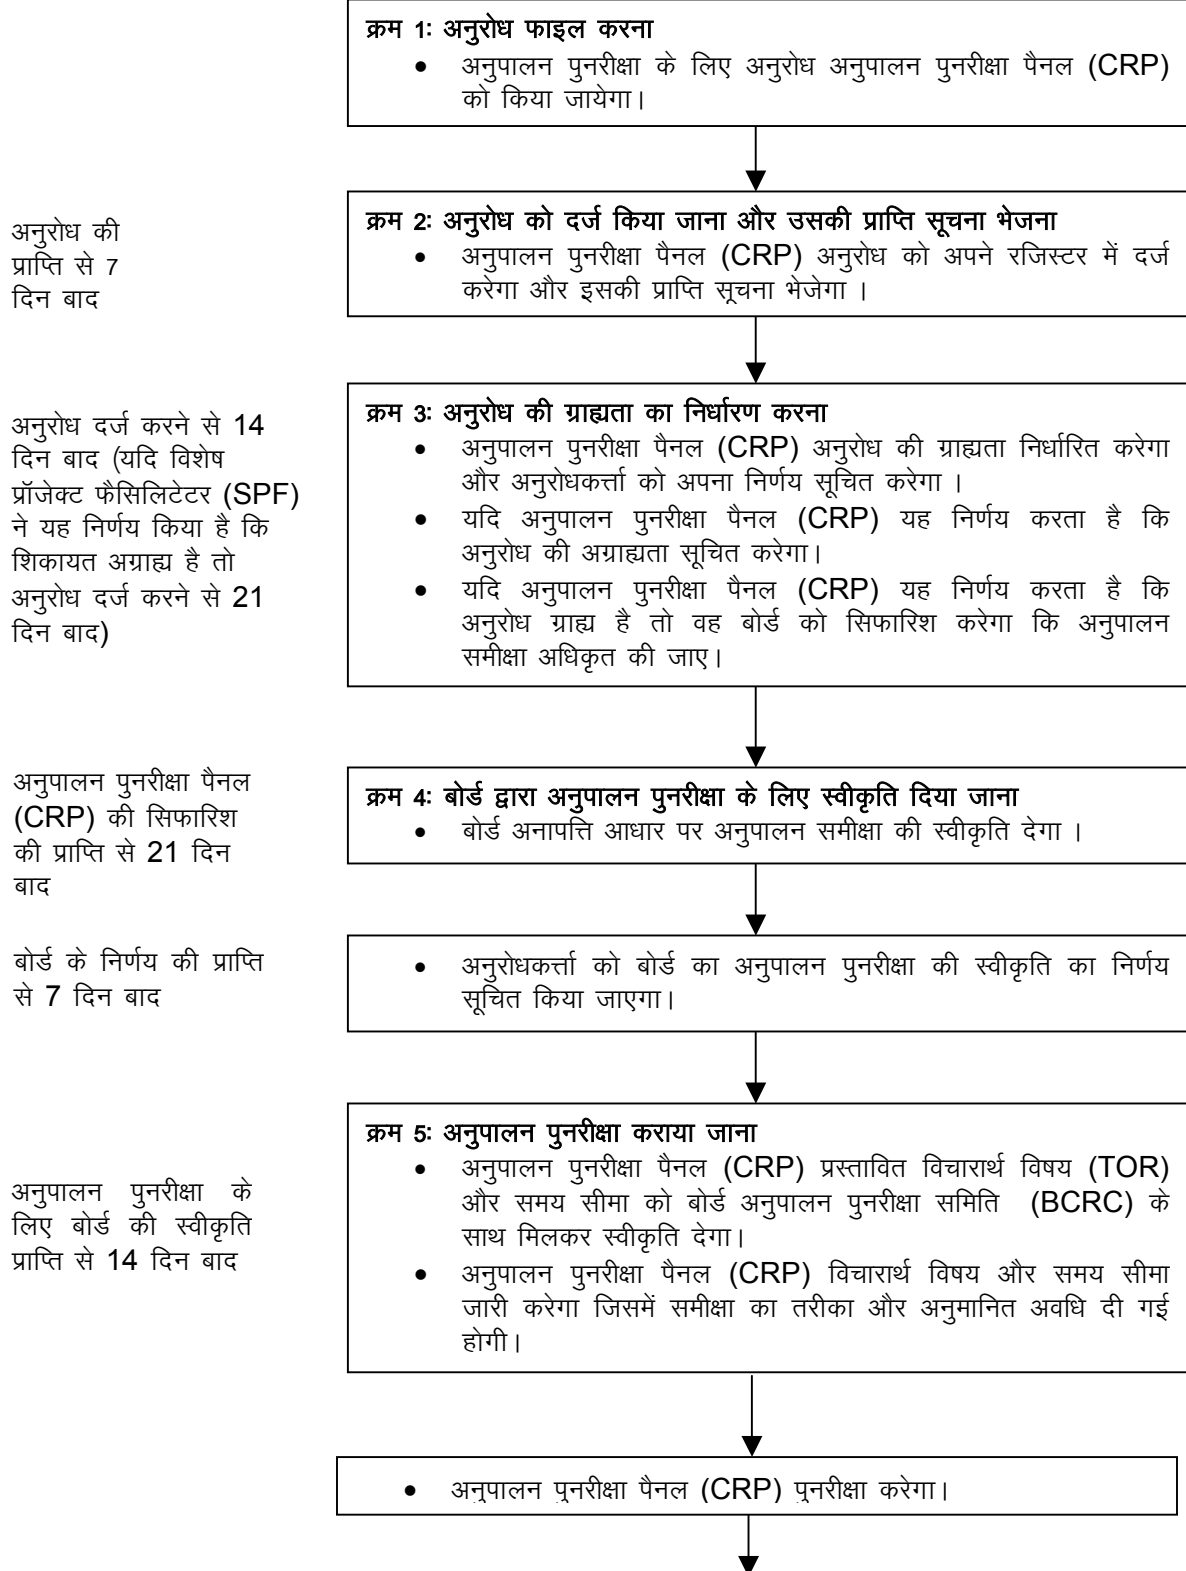 क्रम 1: अनुरोध फाइल करना
• अनुपालन पुनरीक्षा के लिए अनुरोध अनुपालन पुनरीक्षा पैनल (CRP)
को किया जायेगा।
अनुरोध की
प्राप्ति से 7
दिन बाद
क्रम 2: अनुरोध को दर्ज किया जाना और उसकी प्राप्ति सूचना भेजना
• अनुपालन पुनरीक्षा पैनल (CRP) अनुरोध को अपने रजिस्टर में दर्ज
करेगा और इसकी प्राप्ति सूचना भेजेगा ।
अनुरोध दर्ज करने से 14
दिन बाद (यदि विशेष
प्रॉजेक्ट फैसिलिटेटर (SPF)
ने यह निर्णय किया है कि
शिकायत अग्राह्य है तो
अनुरोध दर्ज करने से 21
दिन बाद)
क्रम 3: अनुरोध की ग्राह्यता का निर्धारण करना
• अनुपालन पुनरीक्षा पैनल (CRP) अनुरोध की ग्राह्यता निर्धारित करेगा
और अनुरोधकर्त्ता को अपना निर्णय सूचित करेगा ।
• यदि अनुपालन पुनरीक्षा पैनल (CRP) यह निर्णय करता है कि
अनुरोध की अग्राह्यता सूचित करेगा।
• यदि अनुपालन पुनरीक्षा पैनल (CRP) यह निर्णय करता है कि
अनुरोध ग्राह्य है तो वह बोर्ड को सिफारिश करेगा कि अनुपालन
समीक्षा अधिकृत की जाए।
अनुपालन पुनरीक्षा पैनल
(CRP) की सिफारिश
की प्राप्ति से 21 दिन
बाद
क्रम 4: बोर्ड द्वारा अनुपालन पुनरीक्षा के लिए स्वीकृति दिया जाना
• बोर्ड अनापत्ति आधार पर अनुपालन समीक्षा की स्वीकृति देगा ।
बोर्ड के निर्णय की प्राप्ति
से 7 दिन बाद
• अनुरोधकर्त्ता को बोर्ड का अनुपालन पुनरीक्षा की स्वीकृति का निर्णय
सूचित किया जाएगा।
अनुपालन पुनरीक्षा के
लिए बोर्ड की स्वीकृति
प्राप्ति से 14 दिन बाद
क्रम 5: अनुपालन पुनरीक्षा कराया जाना
• अनुपालन पुनरीक्षा पैनल (CRP) प्रस्तावित विचारार्थ विषय (TOR)
और समय सीमा को बोर्ड अनुपालन पुनरीक्षा समिति (BCRC) के
साथ मिलकर स्वीकृति देगा।
• अनुपालन पुनरीक्षा पैनल (CRP) विचारार्थ विषय और समय सीमा
जारी करेगा जिसमें समीक्षा का तरीका और अनुमानित अवधि दी गई
होगी।
• अनुपालन पुनरीक्षा पैनल (CRP) पुनरीक्षा करेगा।